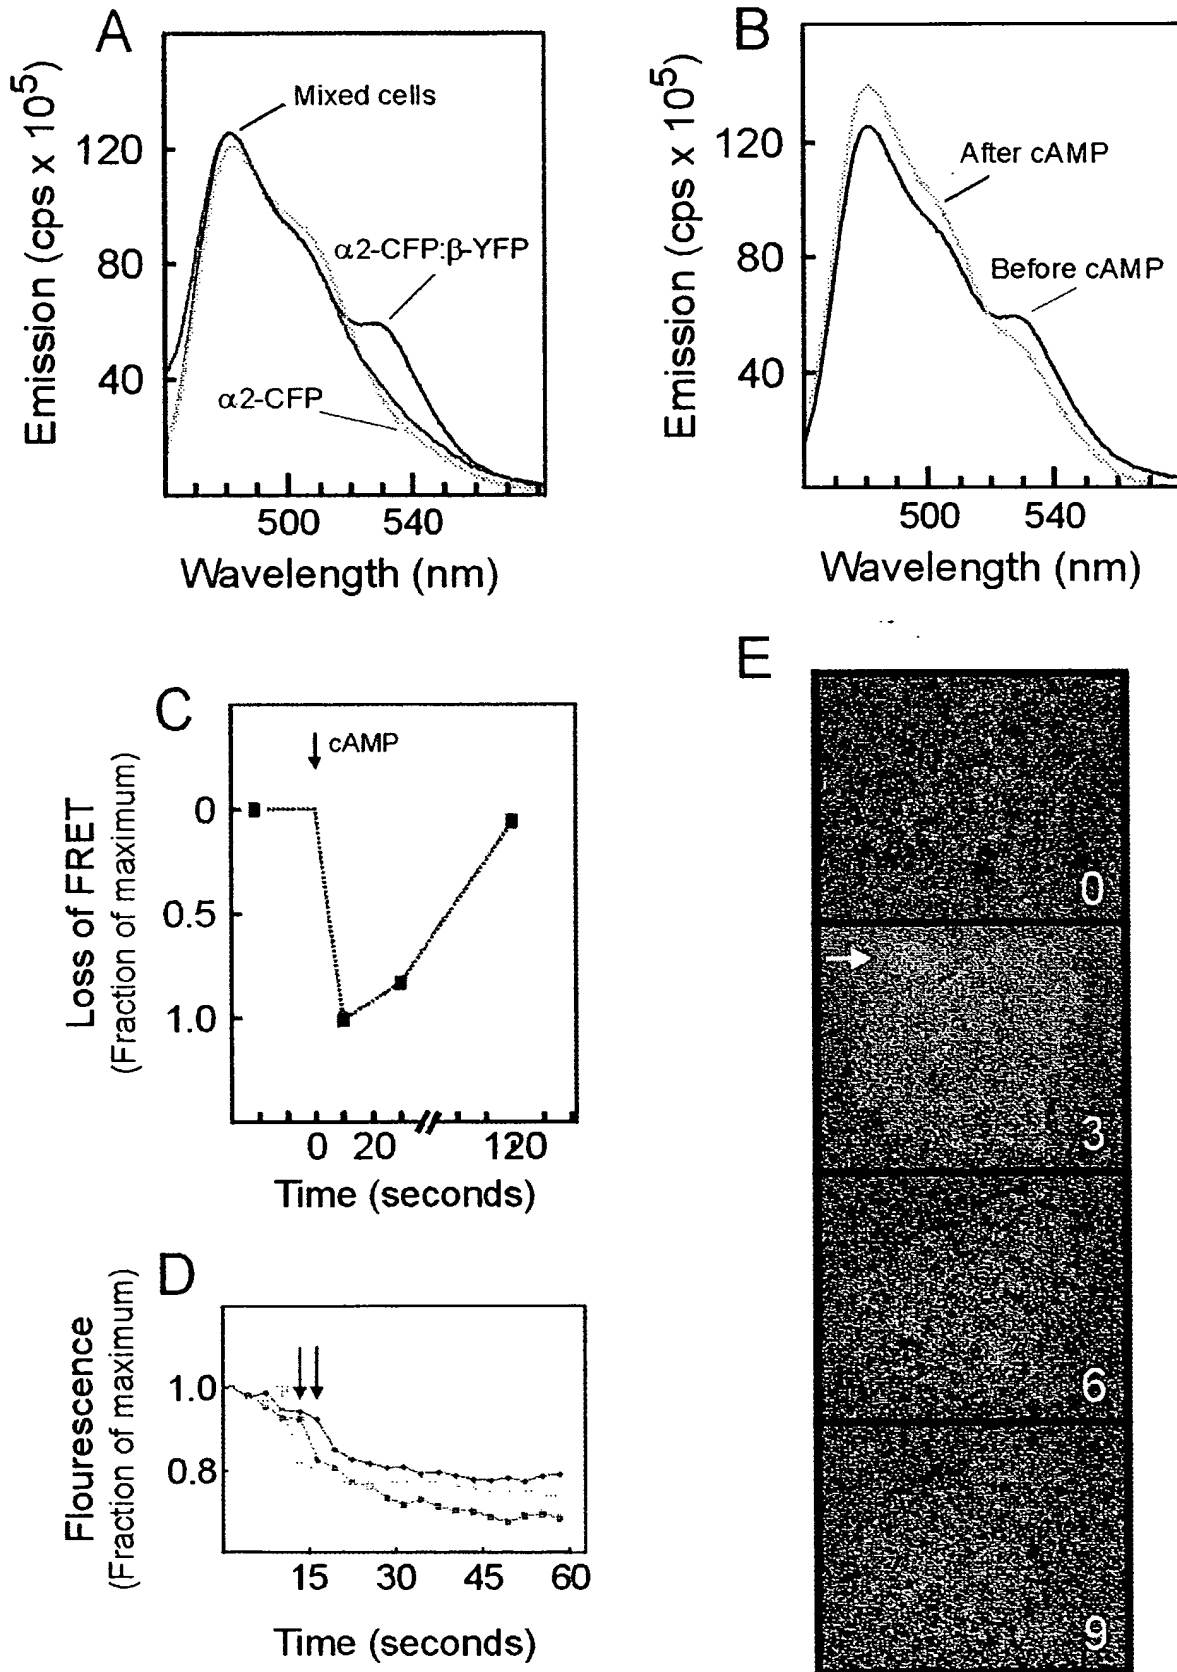 A
Emission (cps x 10^5)
120
80
40
Mixed cells
α2-CFP:β-YFP
α2-CFP
500 540
Wavelength (nm)
B
Emission (cps x 10^5)
120
80
40
After cAMP
Before cAMP
500 540
Wavelength (nm)
C
Loss of FRET
(Fraction of maximum)
cAMP
0
0.5
1.0
0 20 120
Time (seconds)
D
Flourescence
(Fraction of maximum)
1.0
0.8
15 30 45 60
Time (seconds)
E
0
3
6
9